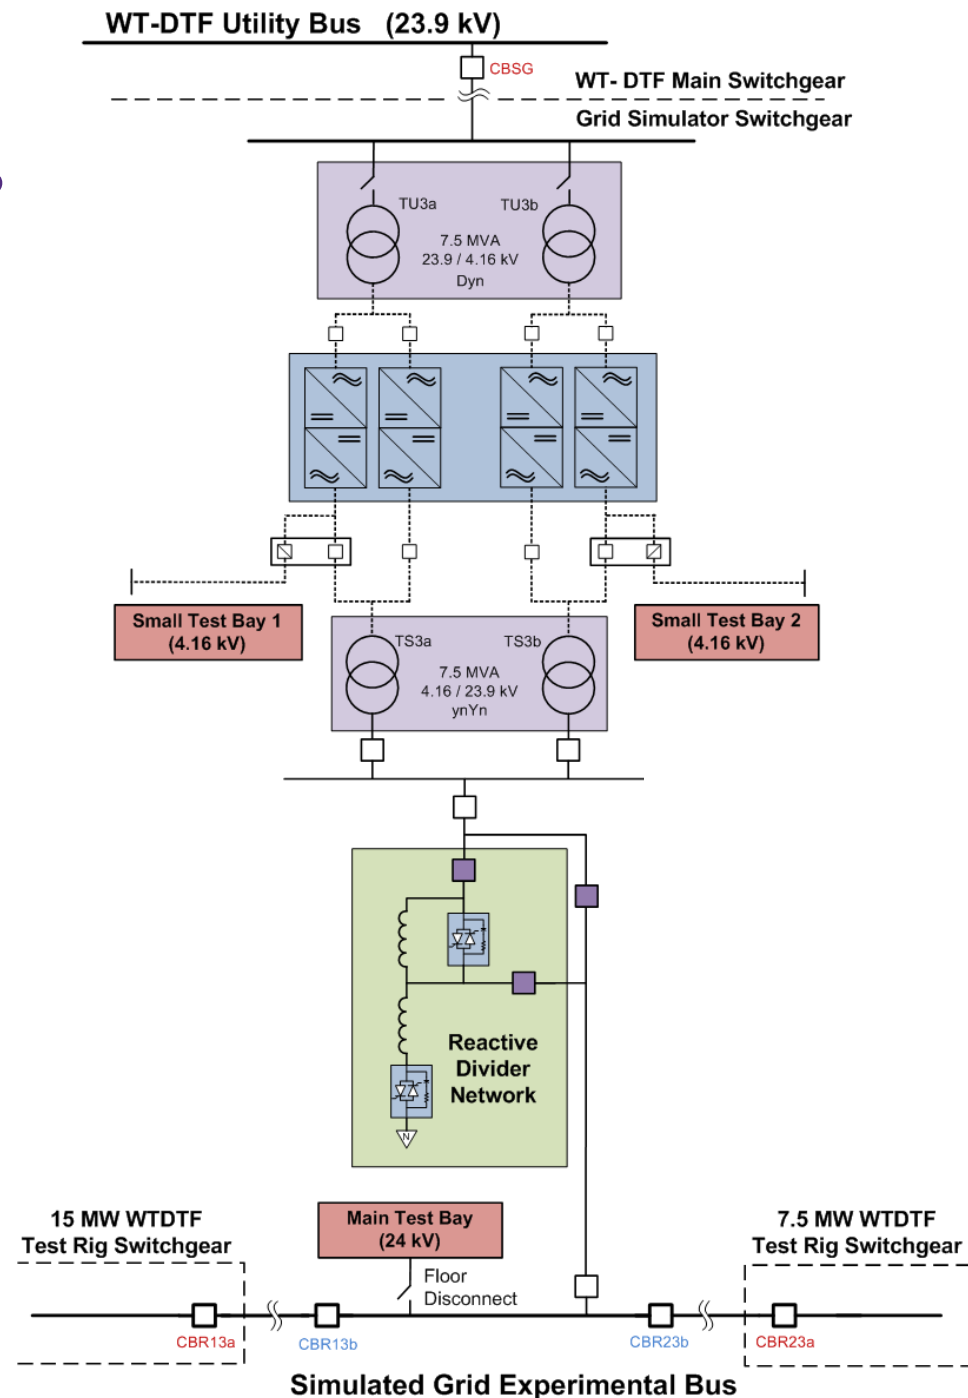 WT-DTF Utility Bus (23.9 kV)
CBSG
WT- DTF Main Switchgear
Grid Simulator Switchgear
TU3a
TU3b
7.5 MVA
23.9 / 4.16 kV
Dyn
Small Test Bay 1
(4.16 kV)
Small Test Bay 2
(4.16 kV)
TS3a
TS3b
7.5 MVA
4.16 / 23.9 kV
ynYn
Reactive
Divider
Network
N
15 MW WTDTF
Test Rig Switchgear
Main Test Bay
(24 kV)
7.5 MW WTDTF
Test Rig Switchgear
Floor
Disconnect
CBR13a
CBR13b
CBR23b
CBR23a
Simulated Grid Experimental Bus